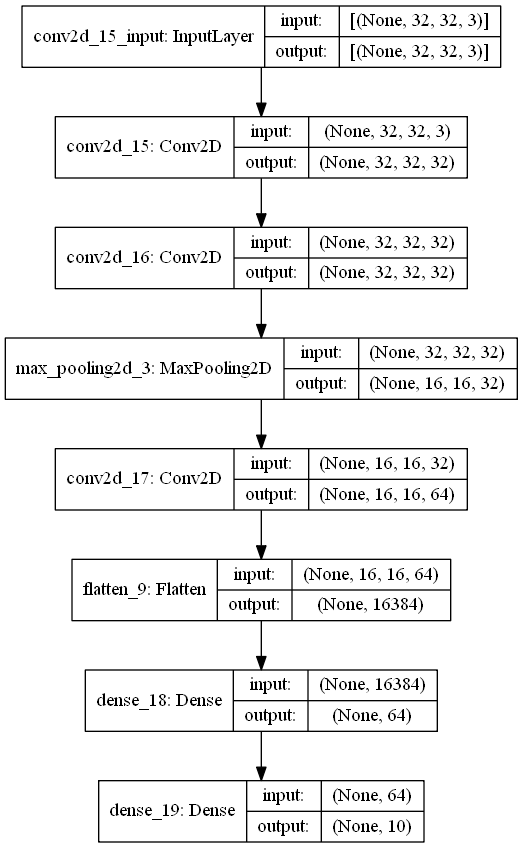 conv2d_15_input: InputLayer
input: [(None, 32, 32, 3)]
output: [(None, 32, 32, 3)]
conv2d_15: Conv2D
input: (None, 32, 32, 3)
output: (None, 32, 32, 32)
conv2d_16: Conv2D
input: (None, 32, 32, 32)
output: (None, 32, 32, 32)
max_pooling2d_3: MaxPooling2D
input: (None, 32, 32, 32)
output: (None, 16, 16, 32)
conv2d_17: Conv2D
input: (None, 16, 16, 32)
output: (None, 16, 16, 64)
flatten_9: Flatten
input: (None, 16, 16, 64)
output: (None, 16384)
dense_18: Dense
input: (None, 16384)
output: (None, 64)
dense_19: Dense
input: (None, 64)
output: (None, 10)